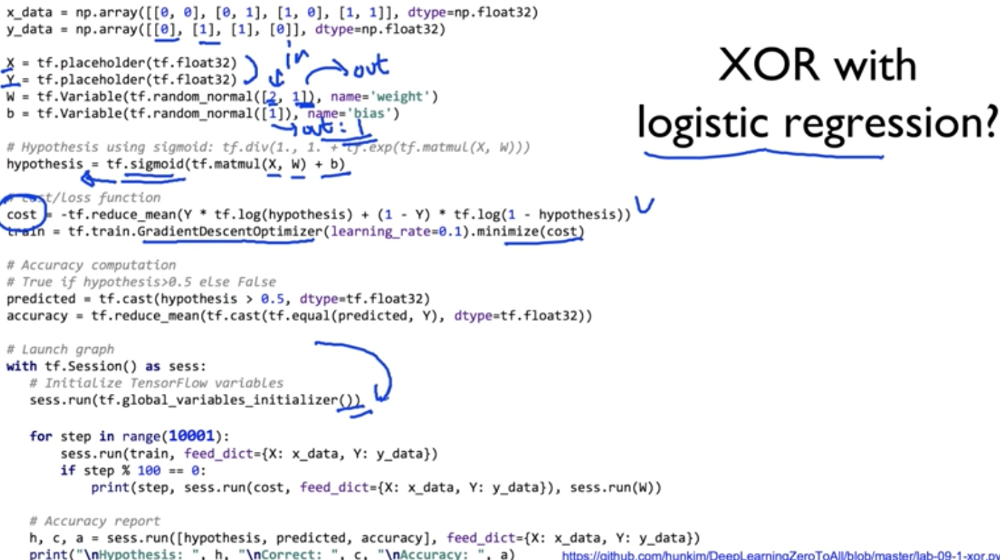 x_data = np.array([[0, 0], [0, 1], [1, 0], [1, 1]], dtype=np.float32)
y_data = np.array([[0], [1], [1], [0]], dtype=np.float32)
in
X = tf.placeholder(tf.float32)
out
Y = tf.placeholder(tf.float32)
W = tf.Variable(tf.random_normal([2, 1]), name='weight')
b = tf.Variable(tf.random_normal([1]), name='bias')
out: 1
# Hypothesis using sigmoid: tf.div(1., 1. + tf.exp(tf.matmul(X, W)))
hypothesis = tf.sigmoid(tf.matmul(X, W) + b)
# cost/loss function
cost = -tf.reduce_mean(Y * tf.log(hypothesis) + (1 - Y) * tf.log(1 - hypothesis))
train = tf.train.GradientDescentOptimizer(learning_rate=0.1).minimize(cost)
# Accuracy computation
# True if hypothesis>0.5 else False
predicted = tf.cast(hypothesis > 0.5, dtype=tf.float32)
accuracy = tf.reduce_mean(tf.cast(tf.equal(predicted, Y), dtype=tf.float32))
# Launch graph
with tf.Session() as sess:
# Initialize TensorFlow variables
sess.run(tf.global_variables_initializer())
for step in range(10001):
sess.run(train, feed_dict={X: x_data, Y: y_data})
if step % 100 == 0:
print(step, sess.run(cost, feed_dict={X: x_data, Y: y_data}), sess.run(W))
# Accuracy report
h, c, a = sess.run([hypothesis, predicted, accuracy], feed_dict={X: x_data, Y: y_data})
print("\nHypothesis: ", h, "\nCorrect: ", c, "\nAccuracy: ", a)
XOR with
logistic regression?
https://github.com/hunkim/DeepLearningZeroToAll/blob/master/lab-09-1-xor.py